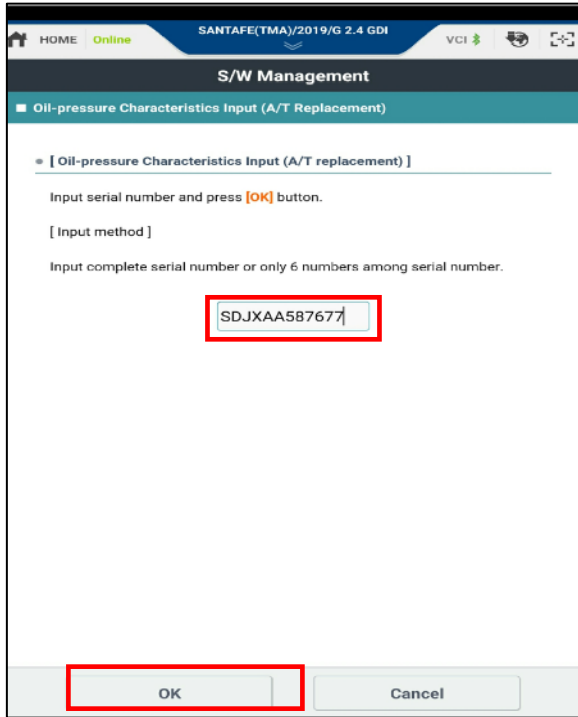 SANTAFE(TMA)/2019/G 2.4 GDI
HOME Online VCI
S/W Management
Oil-pressure Characteristics Input (A/T Replacement)
[ Oil-pressure Characteristics Input (A/T replacement) ]
Input serial number and press [OK] button.
[ Input method ]
Input complete serial number or only 6 numbers among serial number.
SDJXAA587677
OK Cancel